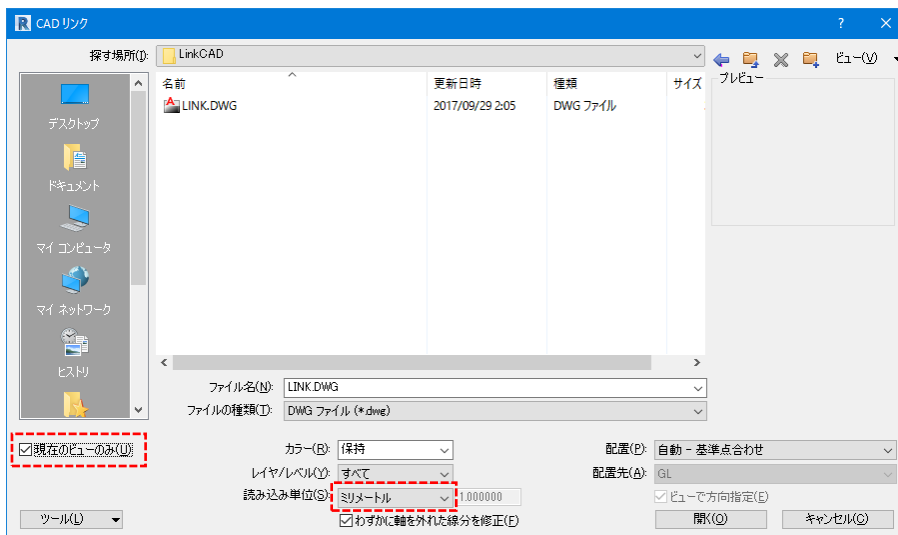 CAD リンク
探す場所(I): LinkCAD ビュー(V)
名前 更新日時 種類 サイズ プレビュー
LINK.DWG 2017/09/29 2:05 DWG ファイル
デスクトップ
ドキュメント
マイ コンピュータ
マイ ネットワーク
ヒストリ
ファイル名(N): LINK.DWG
ファイルの種類(T): DWG ファイル (*.dwg)
現在のビューのみ(U) カラー(R): 保持 配置(P): 自動 - 基準点合わせ
レイヤ/レベル(Y): すべて 配置先(A): GL
読み込み単位(S): ミリメートル 1.000000 ビューで方向指定(E)
ツール(L) わずかに軸を外れた線分を修正(F) 開く(O) キャンセル(C)